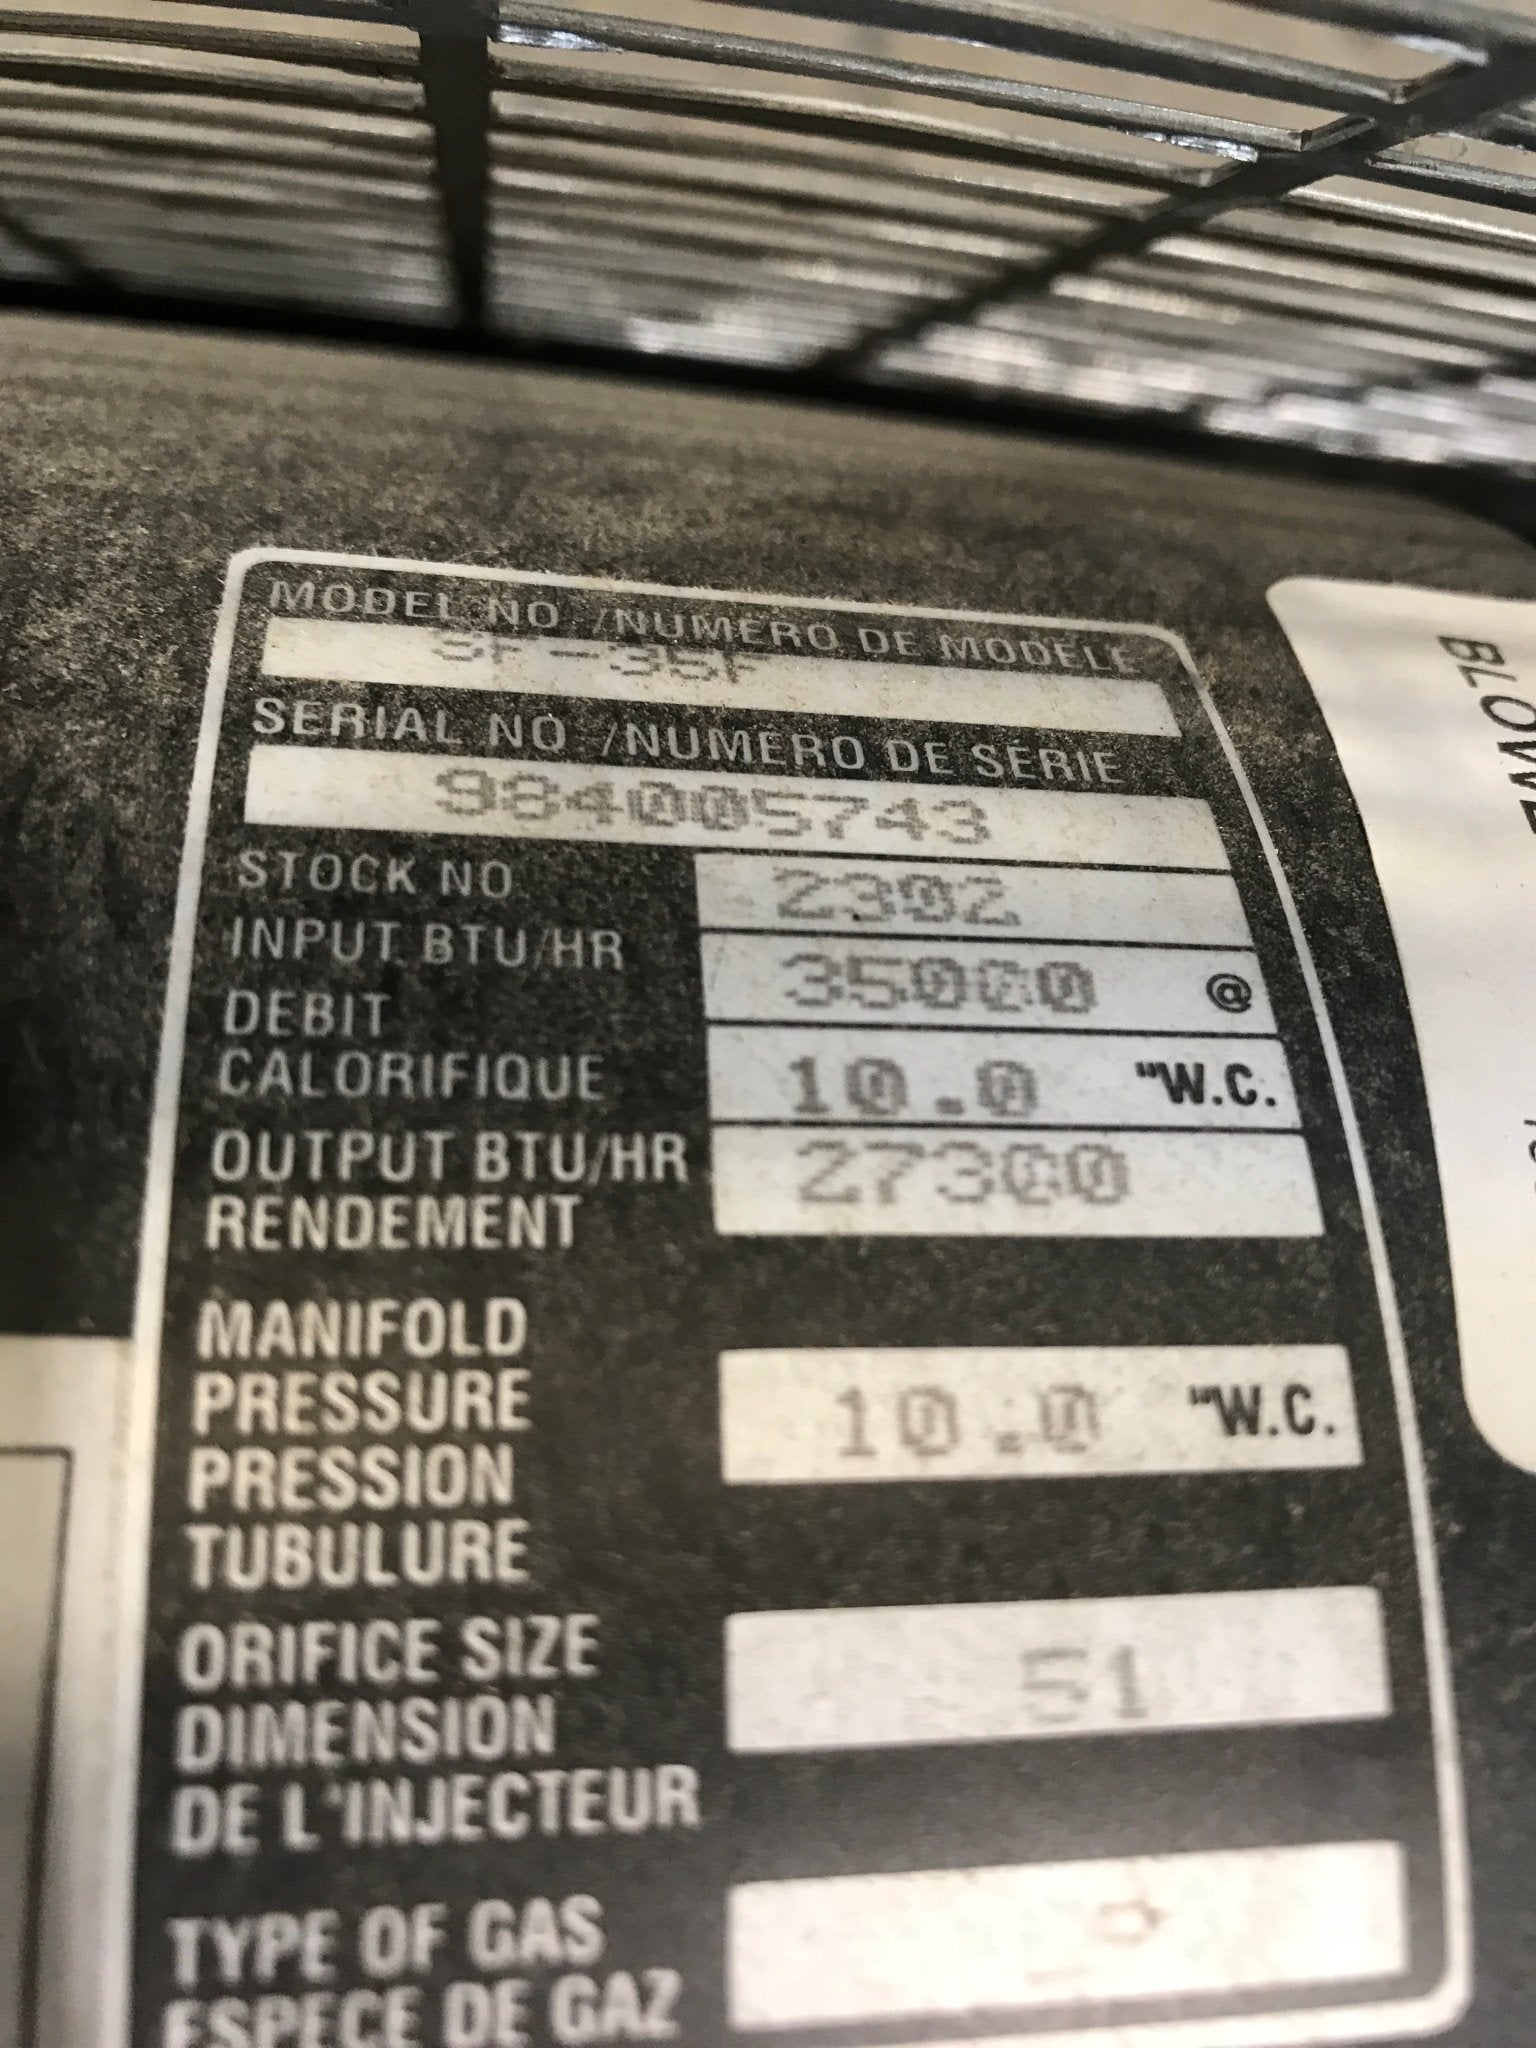 MODEL NO /NUMERO DE MODELE
SF-35F
SERIAL NO /NUMERO DE SERIE
984005743
STOCK NO 2302
INPUT BTU/HR 35000 @
DEBIT
CALORIFIQUE 10.0 "W.C.
OUTPUT BTU/HR 27300
RENDEMENT
MANIFOLD
PRESSURE 10.0 "W.C.
PRESSION
TUBULURE
ORIFICE SIZE 51
DIMENSION
DE L'INJECTEUR
TYPE OF GAS
ESPECE DE GAZ